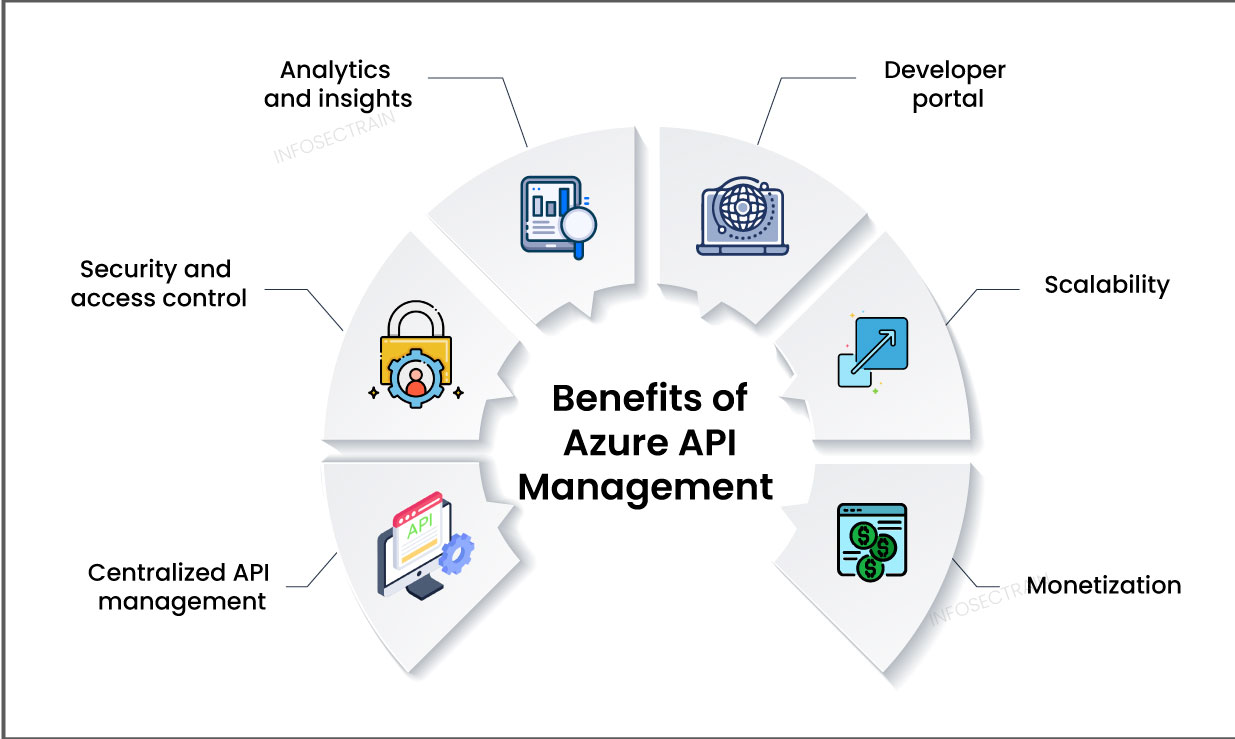 Analytics
and insights
Developer
portal
INFOSECTRAIN
Security and
access control
Scalability
Benefits of
Azure API
Management
API
Centralized API
management
Monetization
INFOSECTRAIN